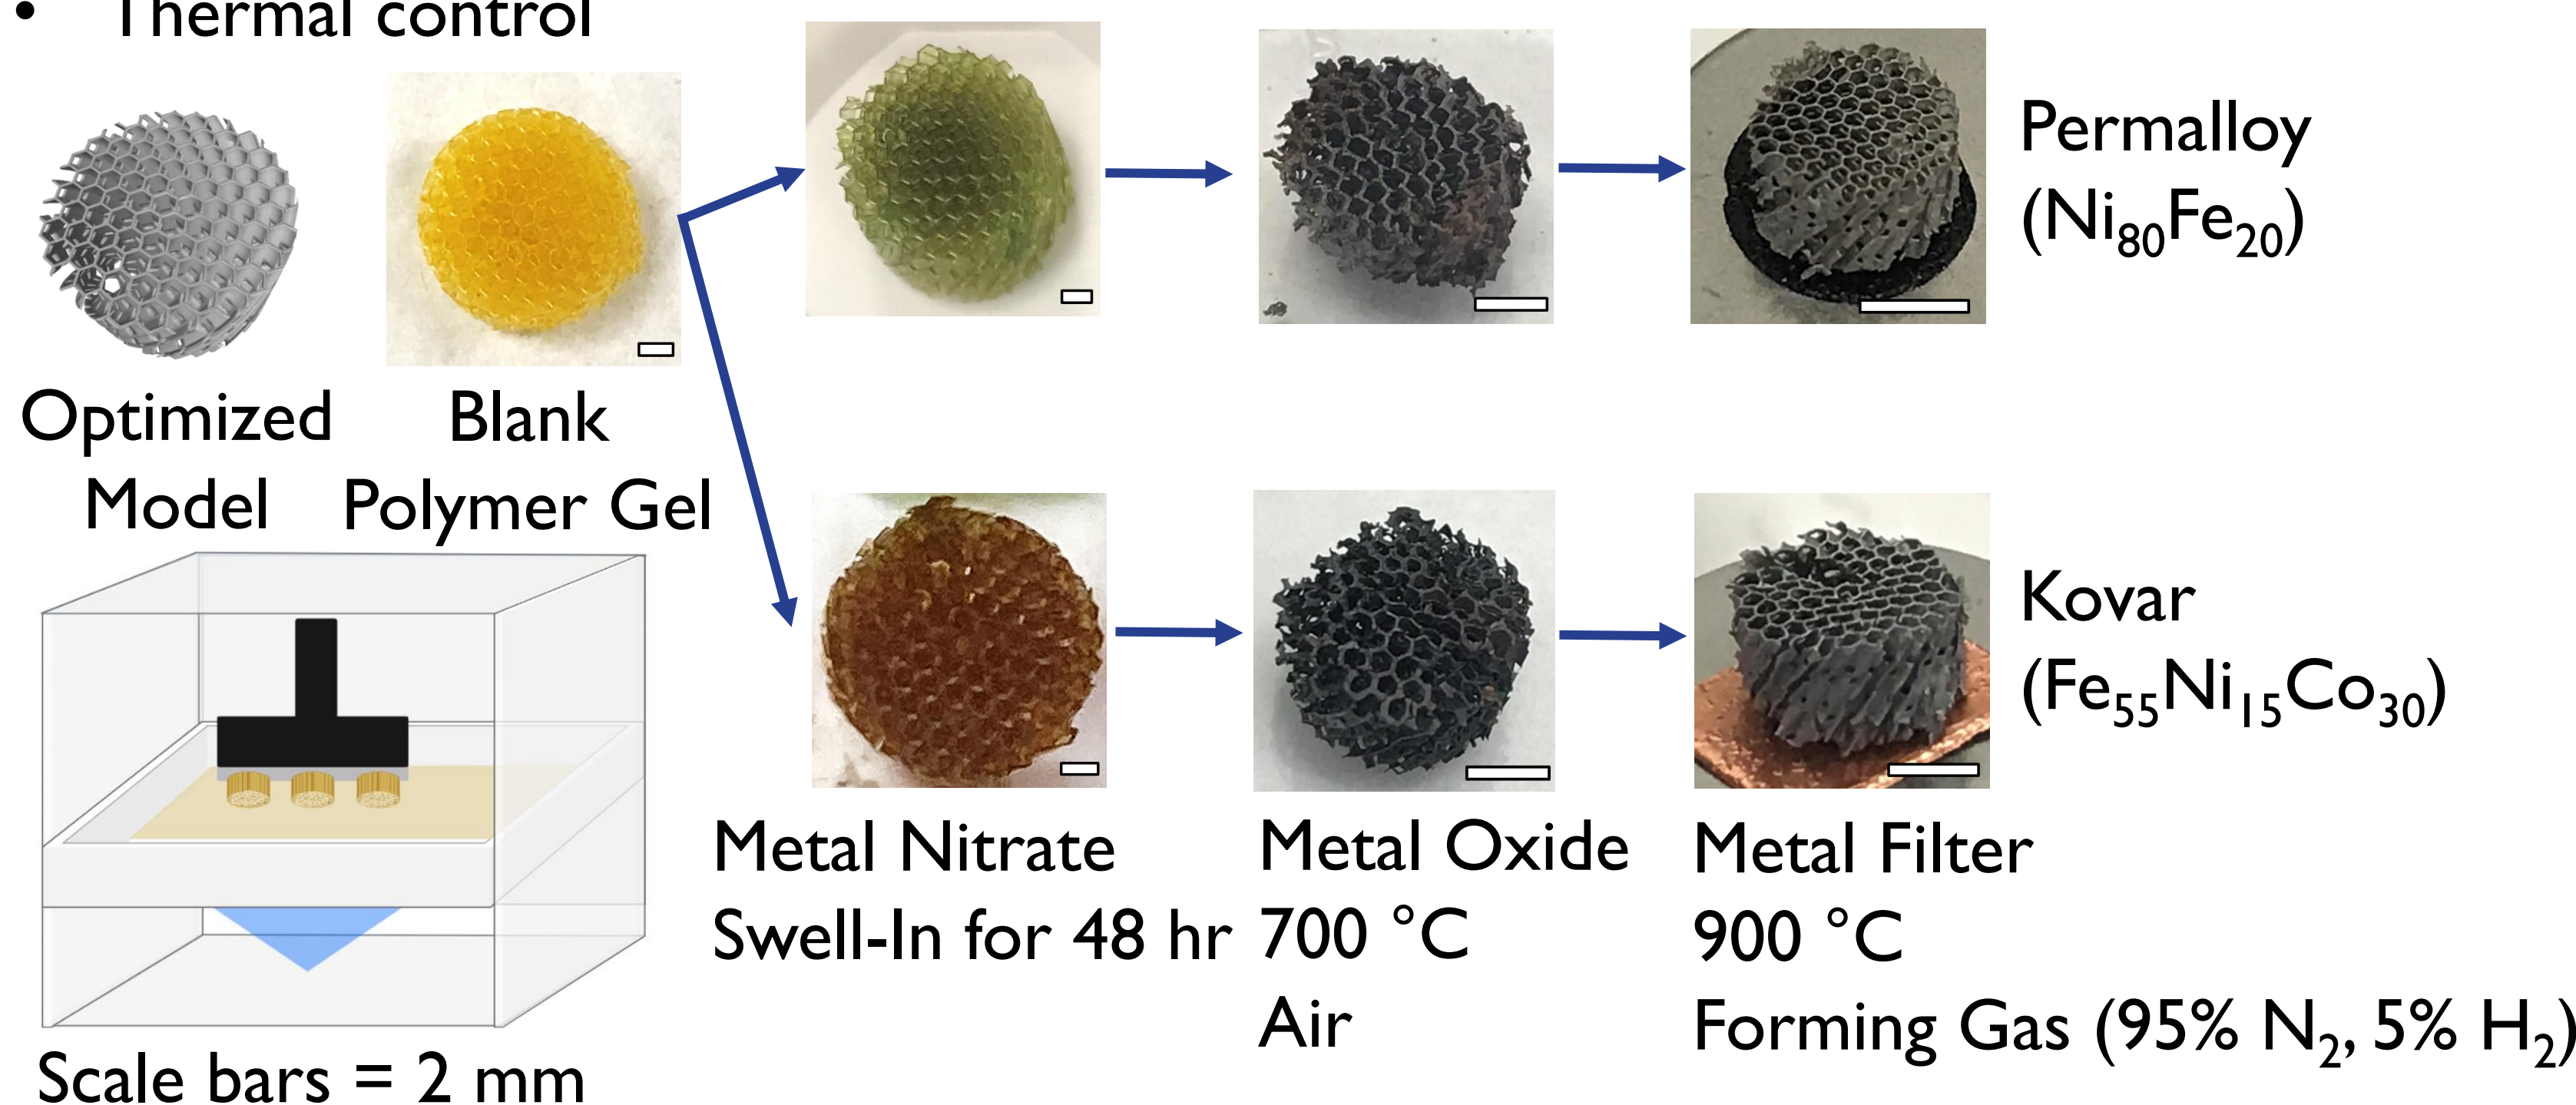 • Thermal control
Permalloy
(Ni₈₀Fe₂₀)
Optimized
Model
Blank
Polymer Gel
Kovar
(Fe₅₅Ni₁₅Co₃₀)
Metal Nitrate
Swell-In for 48 hr
Metal Oxide
700 °C
Air
Metal Filter
900 °C
Forming Gas (95% N₂, 5% H₂)
Scale bars = 2 mm